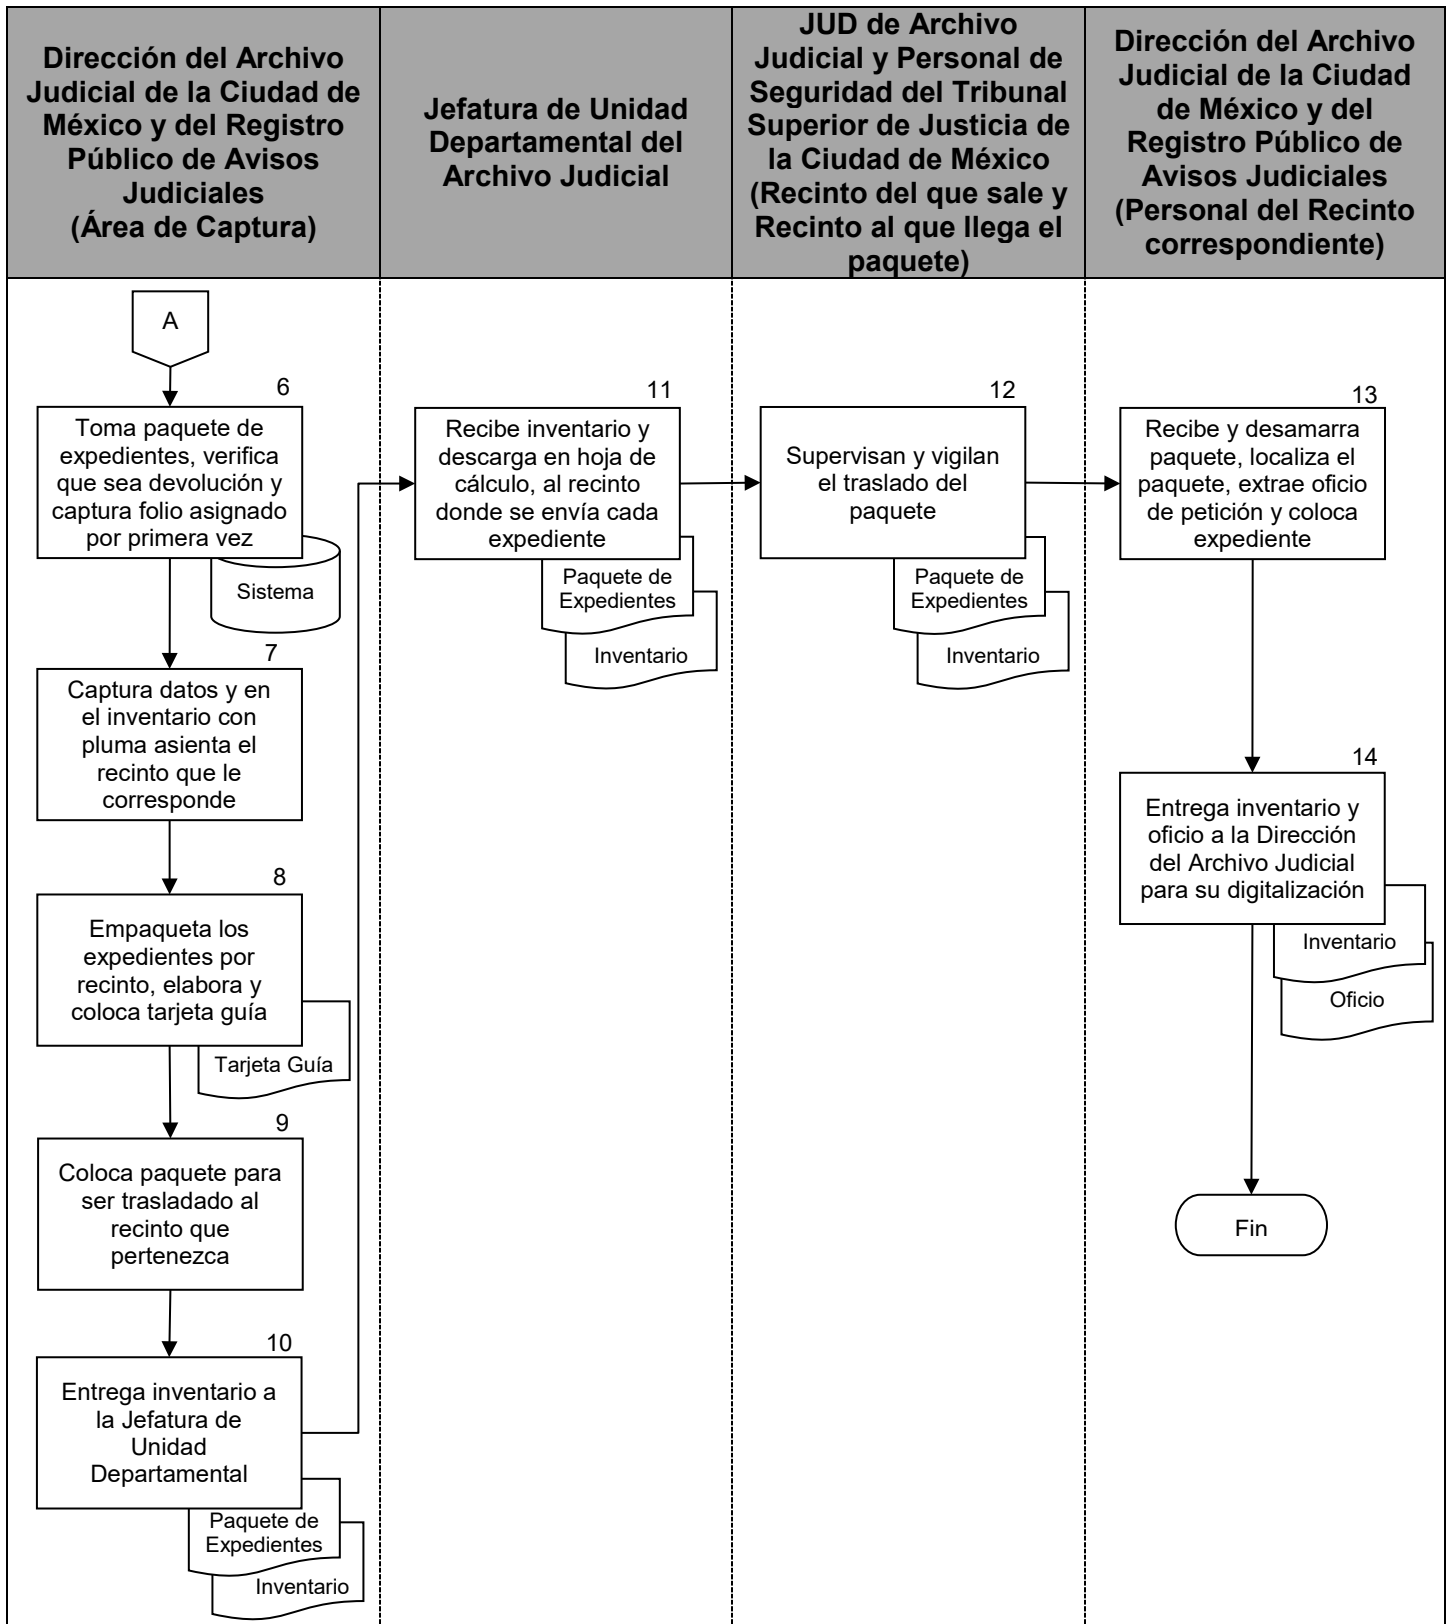 Dirección del Archivo
Judicial de la Ciudad de
México y del Registro
Público de Avisos
Judiciales
(Área de Captura)
Jefatura de Unidad
Departamental del
Archivo Judicial
JUD de Archivo
Judicial y Personal de
Seguridad del Tribunal
Superior de Justicia de
la Ciudad de México
(Recinto del que sale y
Recinto al que llega el
paquete)
Dirección del Archivo
Judicial de la Ciudad
de México y del
Registro Público de
Avisos Judiciales
(Personal del Recinto
correspondiente)
A
6
Toma paquete de
expedientes, verifica
que sea devolución y
captura folio asignado
por primera vez
Sistema
7
Captura datos y en
el inventario con
pluma asienta el
recinto que le
corresponde
8
Empaqueta los
expedientes por
recinto, elabora y
coloca tarjeta guía
Tarjeta Guía
9
Coloca paquete para
ser trasladado al
recinto que
pertenezca
10
Entrega inventario a
la Jefatura de
Unidad
Departamental
Paquete de
Expedientes
Inventario
11
Recibe inventario y
descarga en hoja de
cálculo, al recinto
donde se envía cada
expediente
Paquete de
Expedientes
Inventario
12
Supervisan y vigilan
el traslado del
paquete
Paquete de
Expedientes
Inventario
13
Recibe y desamarra
paquete, localiza el
paquete, extrae oficio
de petición y coloca
expediente
14
Entrega inventario y
oficio a la Dirección
del Archivo Judicial
para su digitalización
Inventario
Oficio
Fin